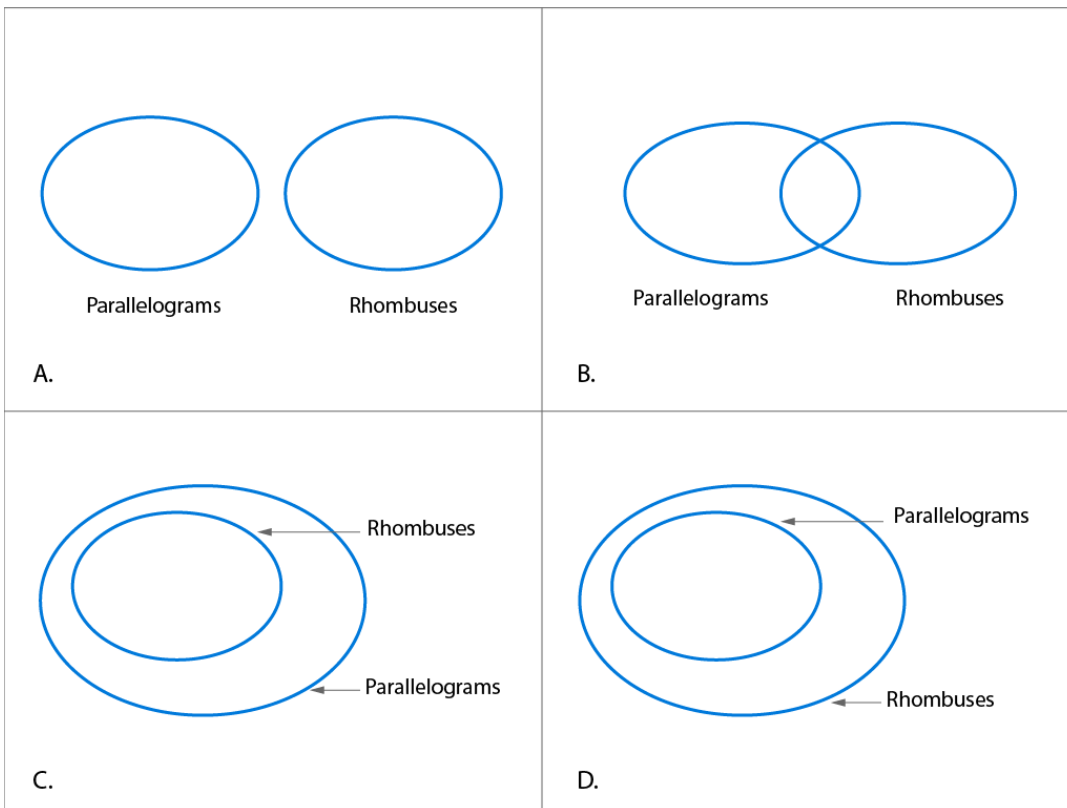 Parallelograms
Rhombuses
A.
Parallelograms
Rhombuses
B.
Rhombuses
Parallelograms
C.
Parallelograms
Rhombuses
D.